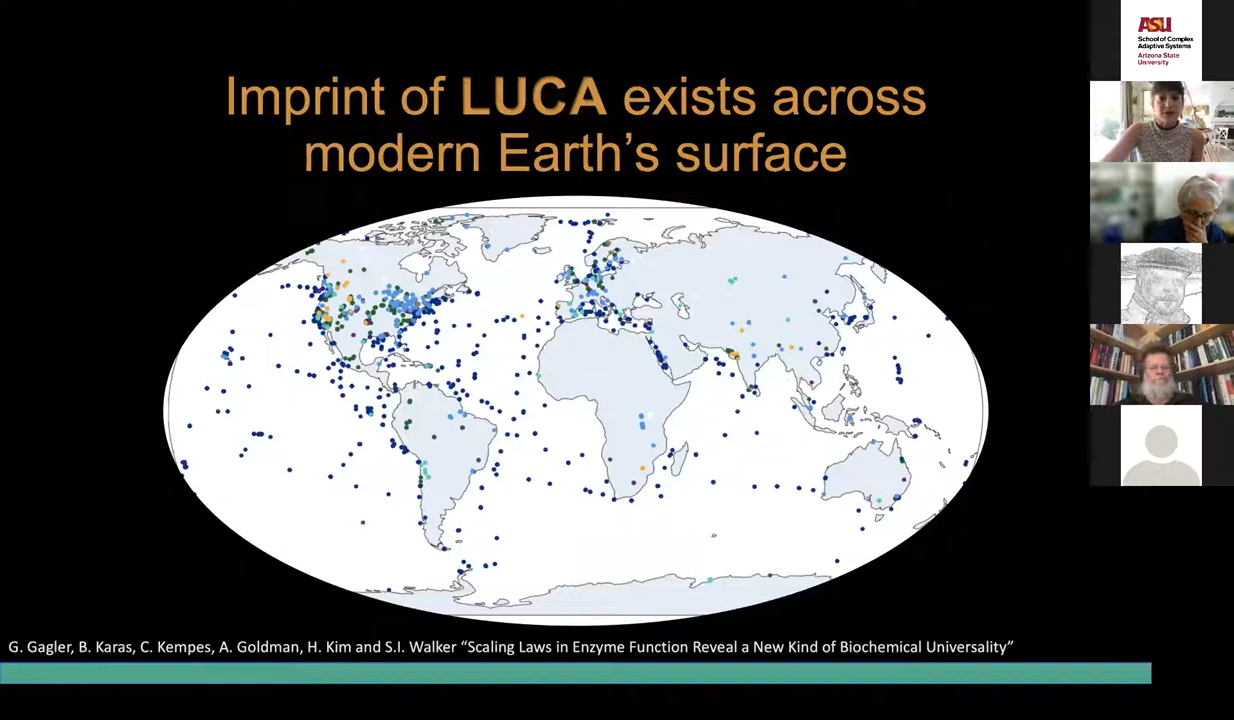 Imprint of LUCA exists across
modern Earth's surface
G. Gagler, B. Karas, C. Kempes, A. Goldman, H. Kim and S.I. Walker “Scaling Laws in Enzyme Function Reveal a New Kind of Biochemical Universality”
ASU
School of Complex
Adaptive Systems
Arizona State
University